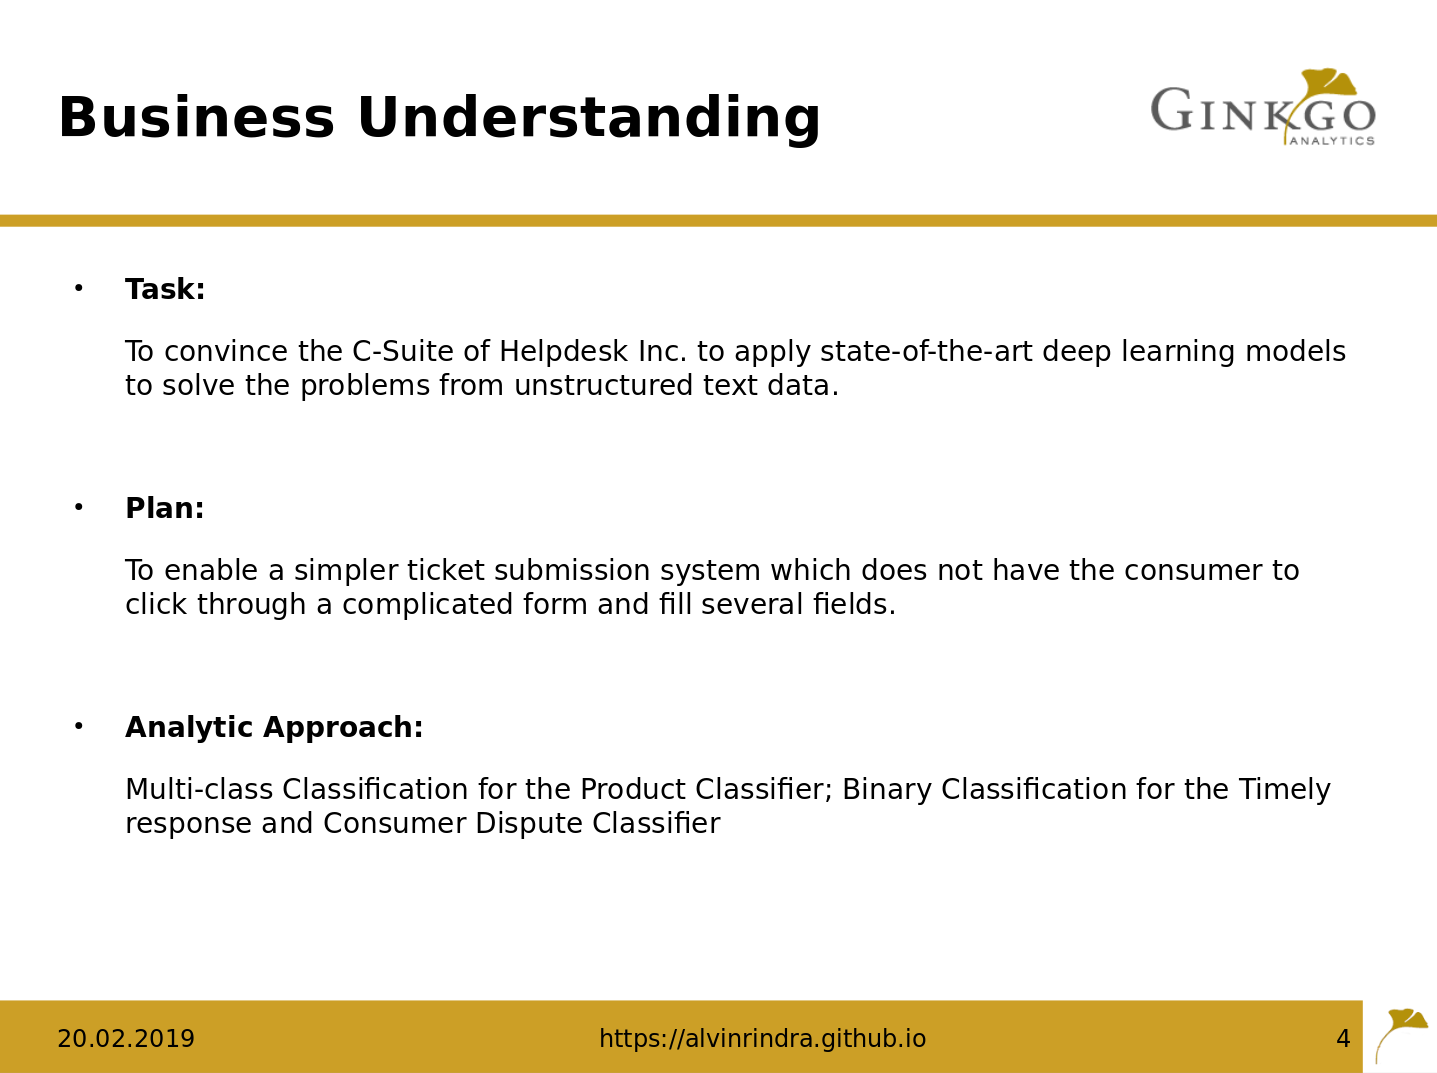 Business Understanding
GINKGO
ANALYTICS
• Task:
To convince the C-Suite of Helpdesk Inc. to apply state-of-the-art deep learning models
to solve the problems from unstructured text data.
• Plan:
To enable a simpler ticket submission system which does not have the consumer to
click through a complicated form and fill several fields.
• Analytic Approach:
Multi-class Classification for the Product Classifier; Binary Classification for the Timely
response and Consumer Dispute Classifier
20.02.2019 https://alvinrindra.github.io 4